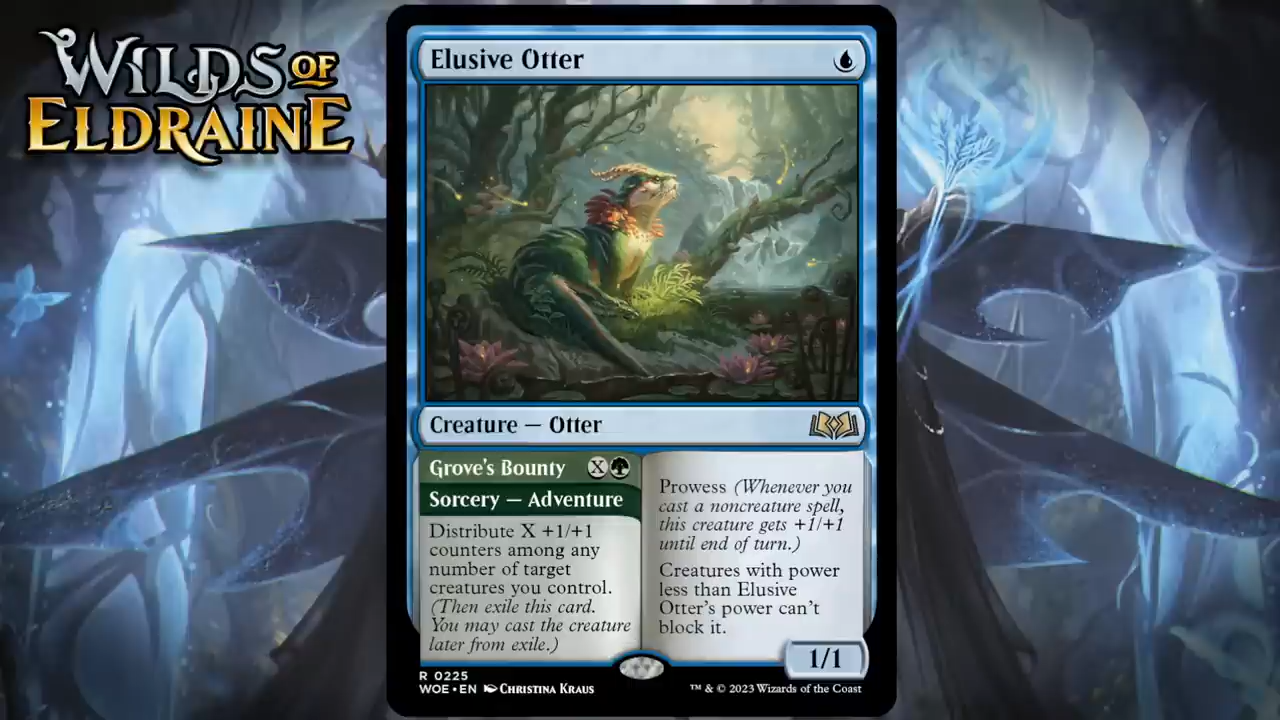 WILDS OF
ELDRAINE
Elusive Otter
Creature — Otter
Grove's Bounty X
Sorcery — Adventure
Distribute X +1/+1
counters among any
number of target
creatures you control.
(Then exile this card.
You may cast the creature
later from exile.)
Prowess (Whenever you
cast a noncreature spell,
this creature gets +1/+1
until end of turn.)
Creatures with power
less than Elusive
Otter's power can't
block it.
1/1
R 0225
WOE • EN Christina Kraus
™ & © 2023 Wizards of the Coast